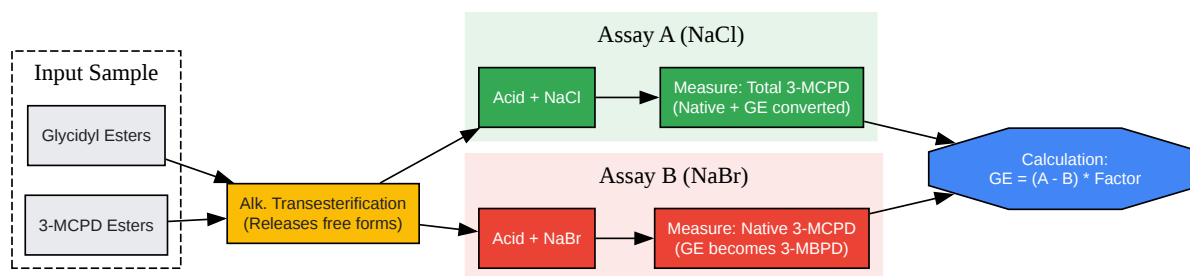 Input Sample
Glycidyl Esters
3-MCPD Esters
Alk. Transesterification
(Releases free forms)
Assay A (NaCl)
Acid + NaCl
Measure: Total 3-MCPD
(Native + GE converted)
Assay B (NaBr)
Acid + NaBr
Measure: Native 3-MCPD
(GE becomes 3-MBPD)
Calculation:
GE = (A - B) * Factor